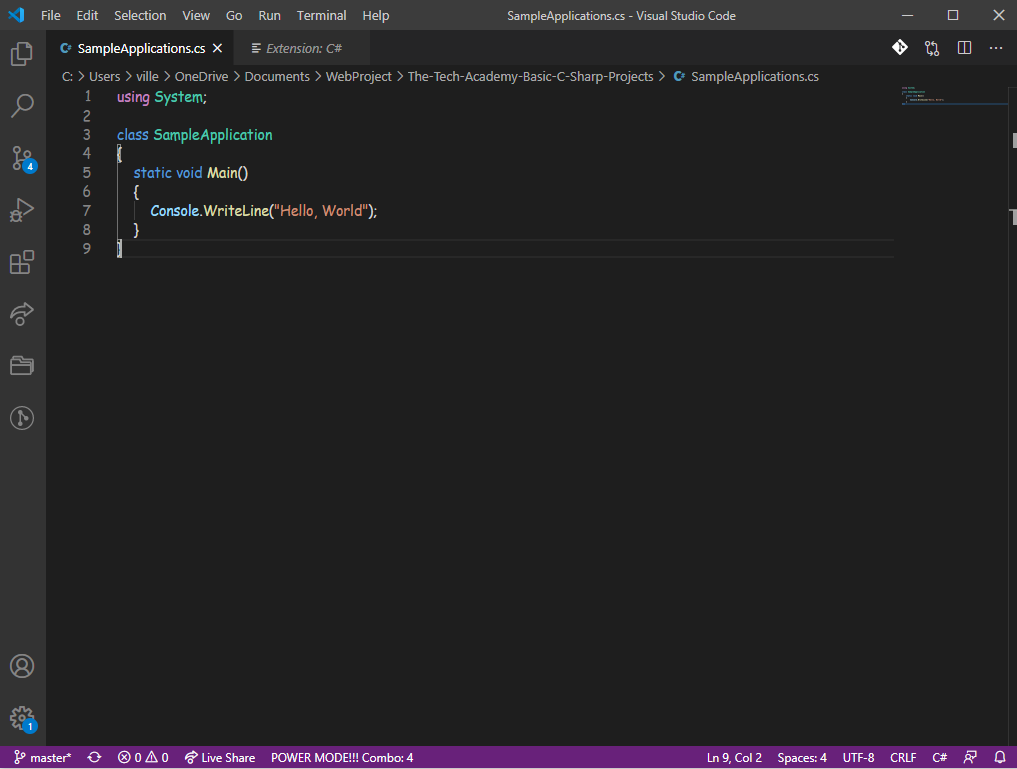 File Edit Selection View Go Run Terminal Help SampleApplications.cs - Visual Studio Code
SampleApplications.cs Extension: C#
C: > Users > ville > OneDrive > Documents > WebProject > The-Tech-Academy-Basic-C-Sharp-Projects > SampleApplications.cs
1 using System;
2
3 class SampleApplication
4 {
5 static void Main()
6 {
7 Console.WriteLine("Hello, World");
8 }
9 }
4
1
master* 0 0 Live Share POWER MODE!!! Combo: 4 Ln 9, Col 2 Spaces: 4 UTF-8 CRLF C#